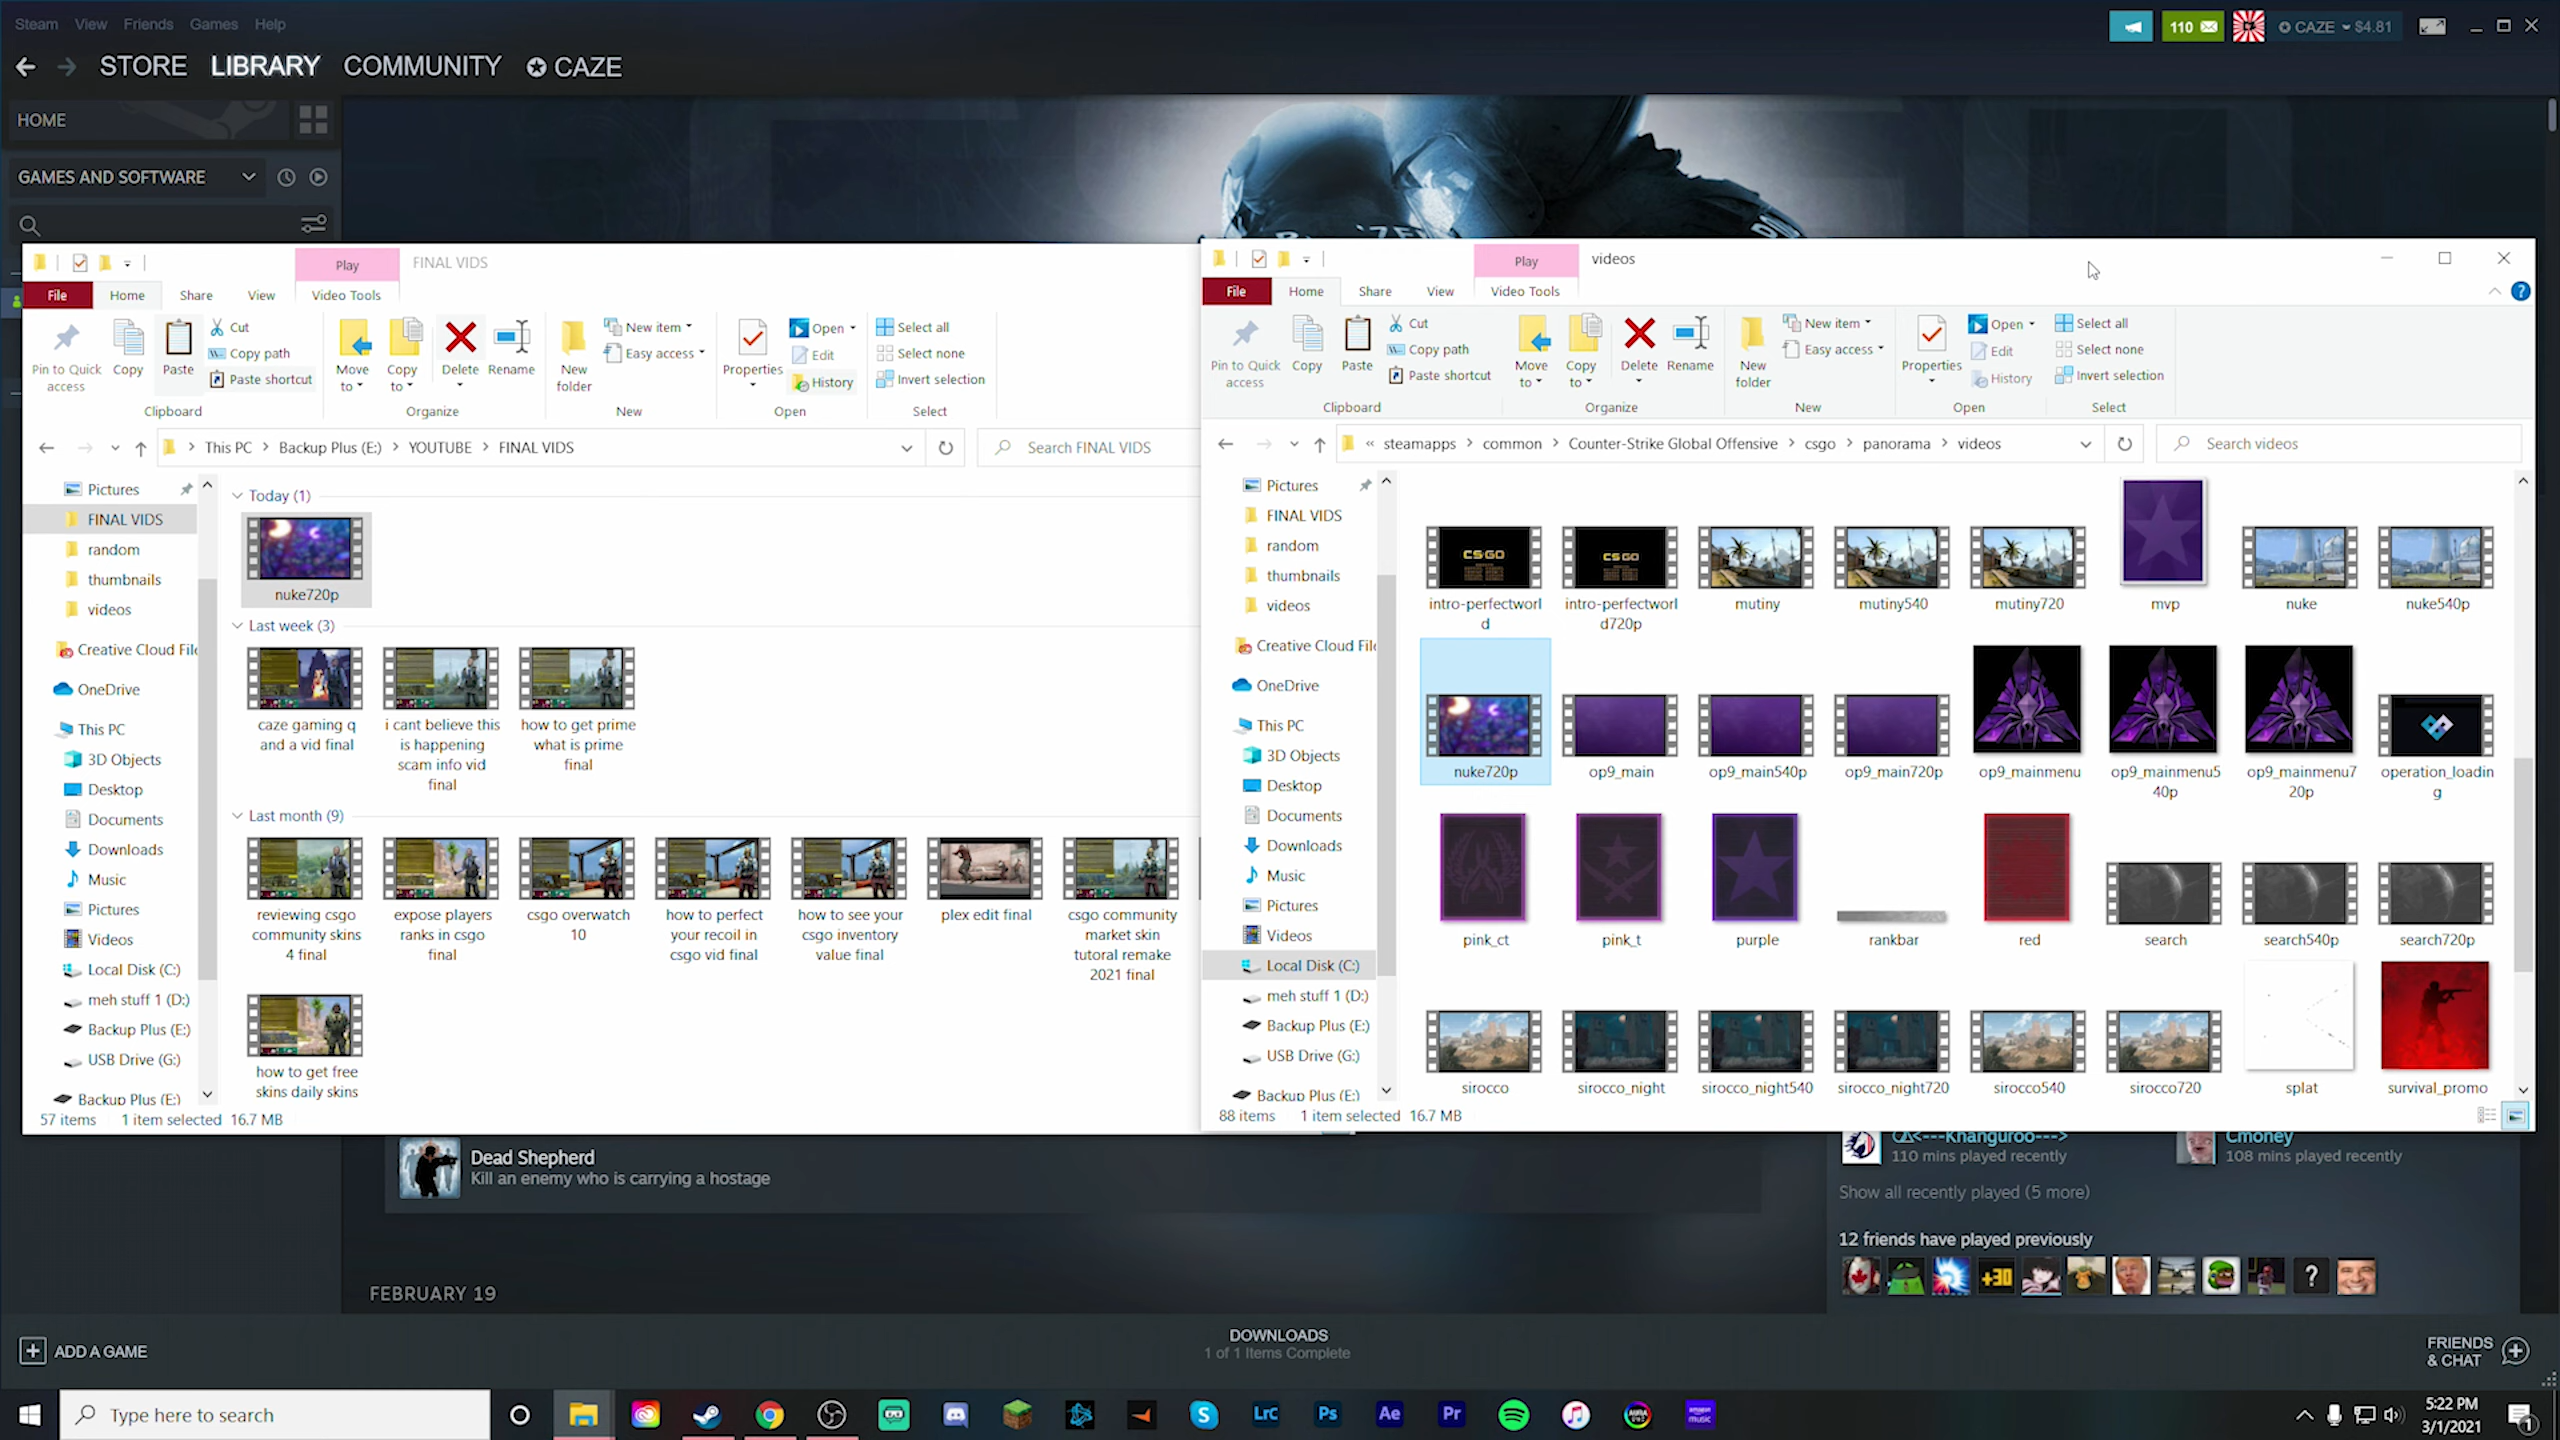 Steam View Friends Games Help
110 CAZE $4.81
STORE LIBRARY COMMUNITY CAZE
HOME
GAMES AND SOFTWARE
Play FINAL VIDS
File Home Share View Video Tools
Pin to Quick access Copy Paste
Cut
Copy path
Paste shortcut
Move to Copy to Delete Rename
New folder
New item
Easy access
Properties
Open
Edit
History
Select all
Select none
Invert selection
Clipboard Organize New Open Select
This PC Backup Plus (E:) YOUTUBE FINAL VIDS
Search FINAL VIDS
Pictures
FINAL VIDS
random
thumbnails
videos
Creative Cloud File
OneDrive
This PC
3D Objects
Desktop
Documents
Downloads
Music
Pictures
Videos
Local Disk (C:)
meh stuff 1 (D:)
Backup Plus (E:)
USB Drive (G:)
Backup Plus (E:)
Today (1)
nuke720p
Last week (3)
caze gaming q and a vid final
i cant believe this is happening scam info vid final
how to get prime what is prime final
Last month (9)
reviewing csgo community skins 4 final
expose players ranks in csgo final
csgo overwatch 10
how to perfect your recoil in csgo vid final
how to see your csgo inventory value final
plex edit final
csgo community market skin tutoral remake 2021 final
how to get free skins daily skins
57 items 1 item selected 16.7 MB
Play videos
File Home Share View Video Tools
Pin to Quick access Copy Paste
Cut
Copy path
Paste shortcut
Move to Copy to Delete Rename
New folder
New item
Easy access
Properties
Open
Edit
History
Select all
Select none
Invert selection
Clipboard Organize New Open Select
« steamapps common Counter-Strike Global Offensive csgo panorama videos
Search videos
Pictures
FINAL VIDS
random
thumbnails
videos
Creative Cloud File
OneDrive
This PC
3D Objects
Desktop
Documents
Downloads
Music
Pictures
Videos
Local Disk (C:)
meh stuff 1 (D:)
Backup Plus (E:)
USB Drive (G:)
Backup Plus (E:)
CS GO
CS GO
intro-perfectworld
intro-perfectworld720p
mutiny
mutiny540
mutiny720
mvp
nuke
nuke540p
nuke720p
op9_main
op9_main540p
op9_main720p
op9_mainmenu
op9_mainmenu540p
op9_mainmenu720p
operation_loading
pink_ct
pink_t
purple
rankbar
red
search
search540p
search720p
sirocco
sirocco_night
sirocco_night540
sirocco_night720
sirocco540
sirocco720
splat
survival_promo
88 items 1 item selected 16.7 MB
Dead Shepherd
Kill an enemy who is carrying a hostage
<---Khanguroo--->
110 mins played recently
Cmoney
108 mins played recently
Show all recently played (5 more)
12 friends have played previously
+30
?
FEBRUARY 19
ADD A GAME
DOWNLOADS
1 of 1 Items Complete
FRIENDS & CHAT
Type here to search
LrC Ps Ae Pr
amazon music
5:22 PM
3/1/2021
1